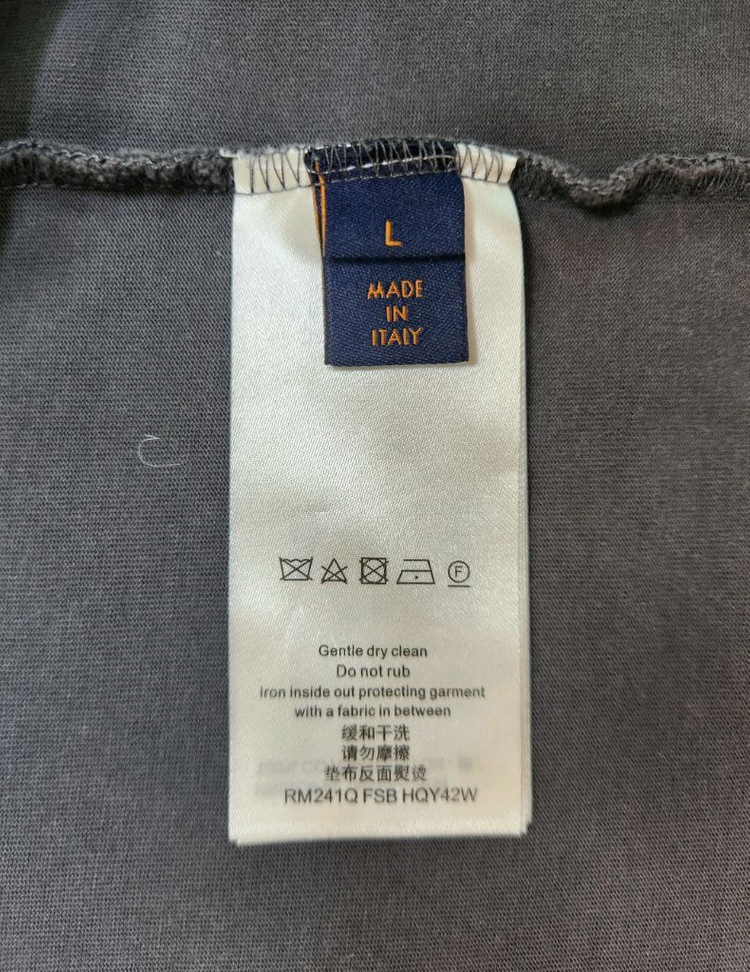 L
MADE
IN
ITALY
F
Gentle dry clean
Do not rub
Iron inside out protecting garment
with a fabric in between
缓和干洗
请勿摩擦
垫布反面熨烫
RM241Q FSB HQY42W